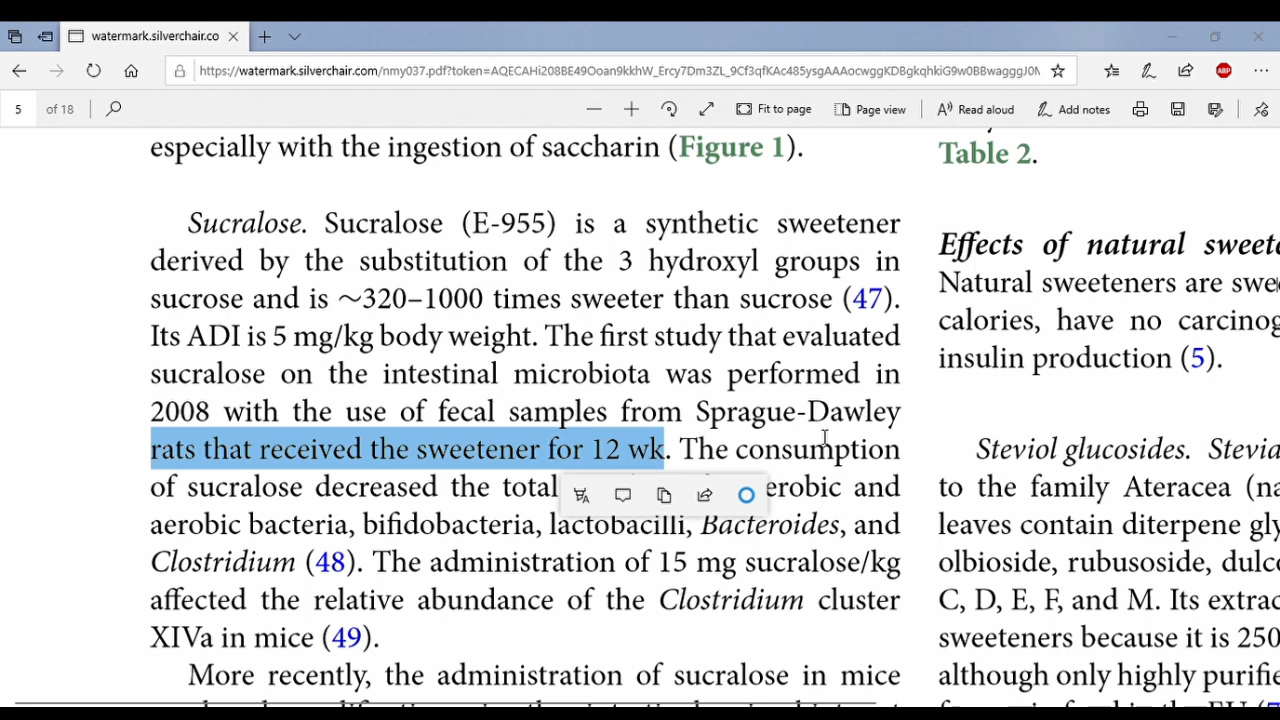 watermark.silverchair.co
https://watermark.silverchair.com/nmy037.pdf?token=AQECAHi208BE49Ooan9kkhW_Ercy7Dm3ZL_9Cf3qfKAc485ysgAAAocwggKDBgkqhkiG9w0BBwagggJ0N
ABP
5 of 18
Fit to page
Page view
Read aloud
Add notes
especially with the ingestion of saccharin (Figure 1).
Sucralose. Sucralose (E-955) is a synthetic sweetener
derived by the substitution of the 3 hydroxyl groups in
sucrose and is ∼320–1000 times sweeter than sucrose (47).
Its ADI is 5 mg/kg body weight. The first study that evaluated
sucralose on the intestinal microbiota was performed in
2008 with the use of fecal samples from Sprague-Dawley
rats that received the sweetener for 12 wk. The consumption
of sucralose decreased the total erobic and
aerobic bacteria, bifidobacteria, lactobacilli, Bacteroides, and
Clostridium (48). The administration of 15 mg sucralose/kg
affected the relative abundance of the Clostridium cluster
XIVa in mice (49).
More recently, the administration of sucralose in mice
Table 2.
Effects of natural sweete
Natural sweeteners are swe
calories, have no carcinog
insulin production (5).
Steviol glucosides. Stevia
to the family Ateracea (na
leaves contain diterpene gly
olbioside, rubusoside, dulc
C, D, E, F, and M. Its extrac
sweeteners because it is 250
although only highly purifie